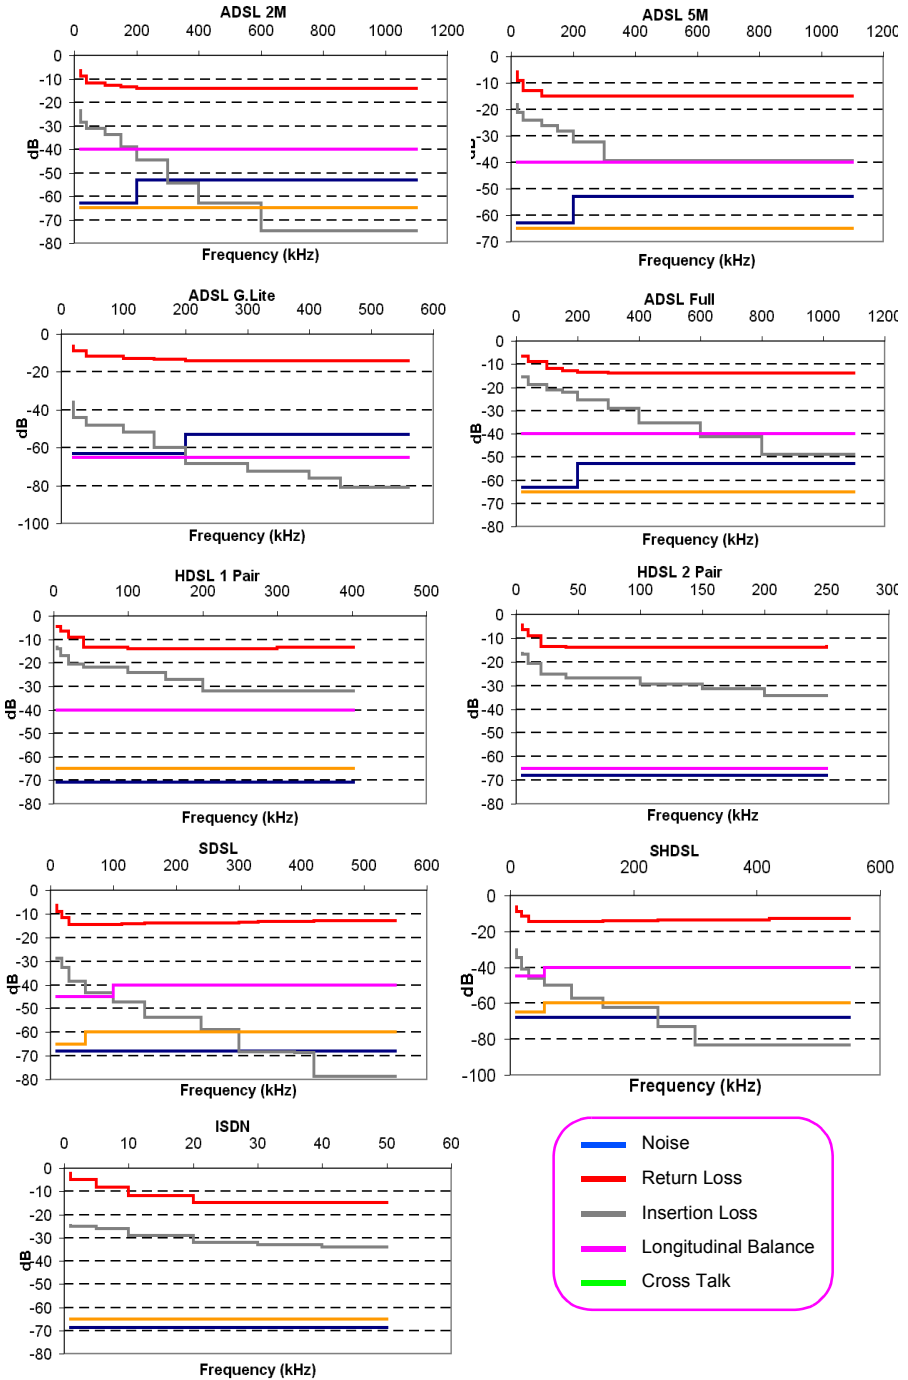 ADSL 2M
0 200 400 600 800 1000 1200
0
-10
-20
-30
-40
-50
-60
-70
-80
dB
Frequency (kHz)
ADSL 5M
0 200 400 600 800 1000 1200
0
-10
-20
-30
-40
-50
-60
-70
dB
Frequency (kHz)
ADSL G.Lite
0 100 200 300 400 500 600
0
-20
-40
-60
-80
-100
dB
Frequency (kHz)
ADSL Full
0 200 400 600 800 1000 1200
0
-10
-20
-30
-40
-50
-60
-70
-80
dB
Frequency (kHz)
HDSL 1 Pair
0 100 200 300 400 500
0
-10
-20
-30
-40
-50
-60
-70
-80
dB
Frequency (kHz)
HDSL 2 Pair
0 50 100 150 200 250 300
0
-10
-20
-30
-40
-50
-60
-70
-80
dB
Frequency (kHz
SDSL
0 100 200 300 400 500 600
0
-10
-20
-30
-40
-50
-60
-70
-80
dB
Frequency (kHz)
SHDSL
0 200 400 600
0
-20
-40
-60
-80
-100
dB
Frequency (kHz)
ISDN
0 10 20 30 40 50 60
0
-10
-20
-30
-40
-50
-60
-70
-80
dB
Frequency (kHz)
Noise
Return Loss
Insertion Loss
Longitudinal Balance
Cross Talk